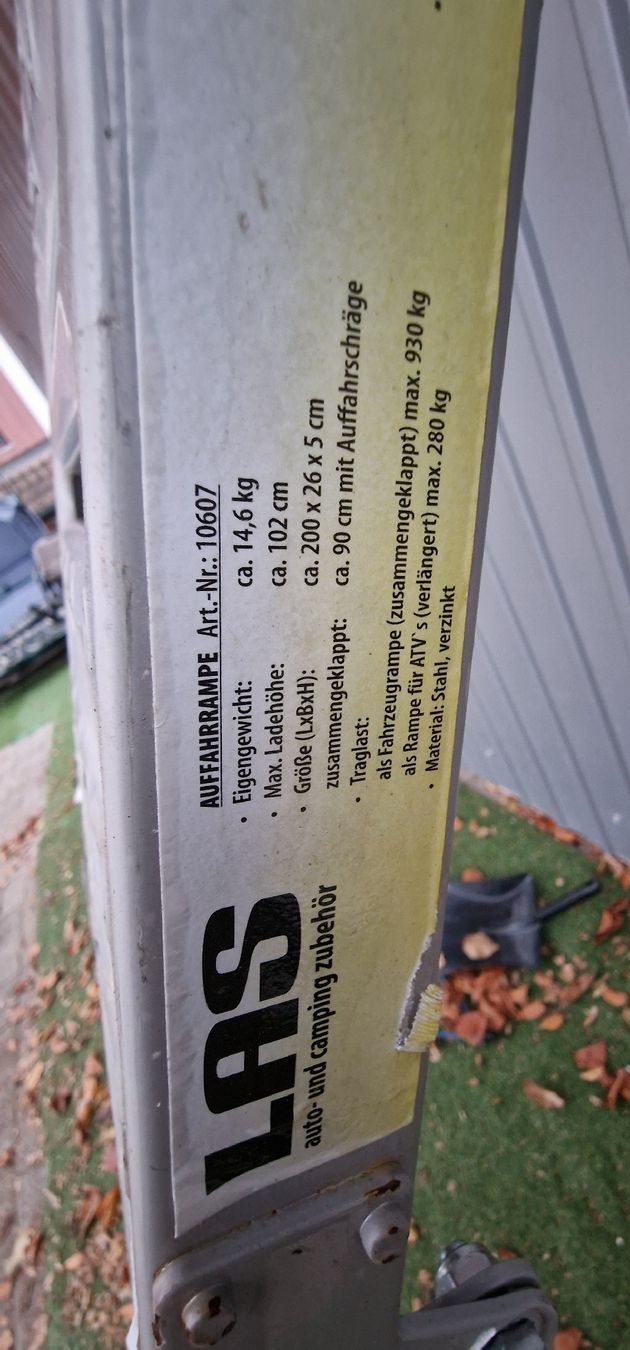 LAS
auto- und camping zubehör
AUFFAHRRAMPE Art.-Nr.: 10607
• Eigengewicht: ca. 14,6 kg
• Max. Ladehöhe: ca. 102 cm
• Größe (LxBxH): ca. 200 x 26 x 5 cm
zusammengeklappt: ca. 90 cm mit Auffahrschräge
• Traglast:
als Fahrzeugrampe (zusammengeklappt) max. 930 kg
als Rampe für ATV`s (verlängert) max. 280 kg
• Material: Stahl, verzinkt